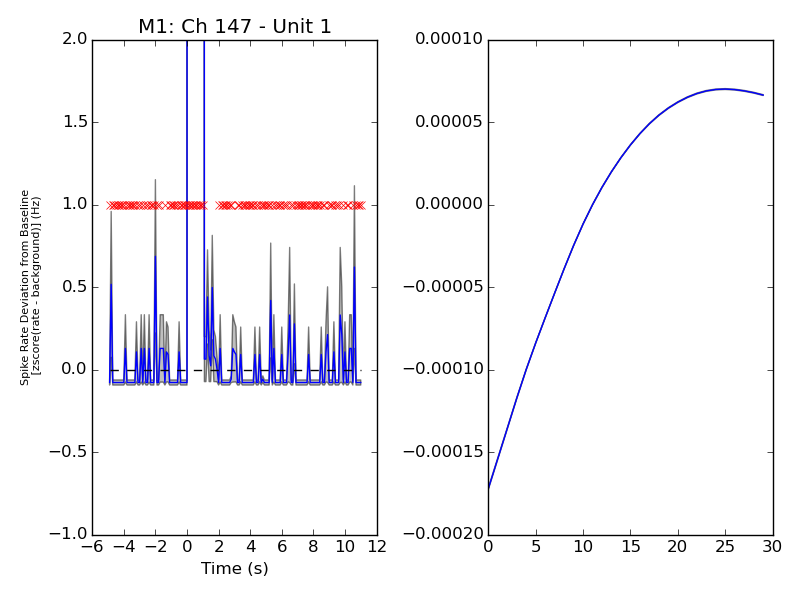 M1: Ch 147 - Unit 1
Spike Rate Deviation from Baseline
[zscore(rate - background)] (Hz)
2.0
1.5
1.0
0.5
0.0
−0.5
−1.0
−6 −4 −2 0 2 4 6 8 10 12
Time (s)
0.00010
0.00005
0.00000
−0.00005
−0.00010
−0.00015
−0.00020
0 5 10 15 20 25 30